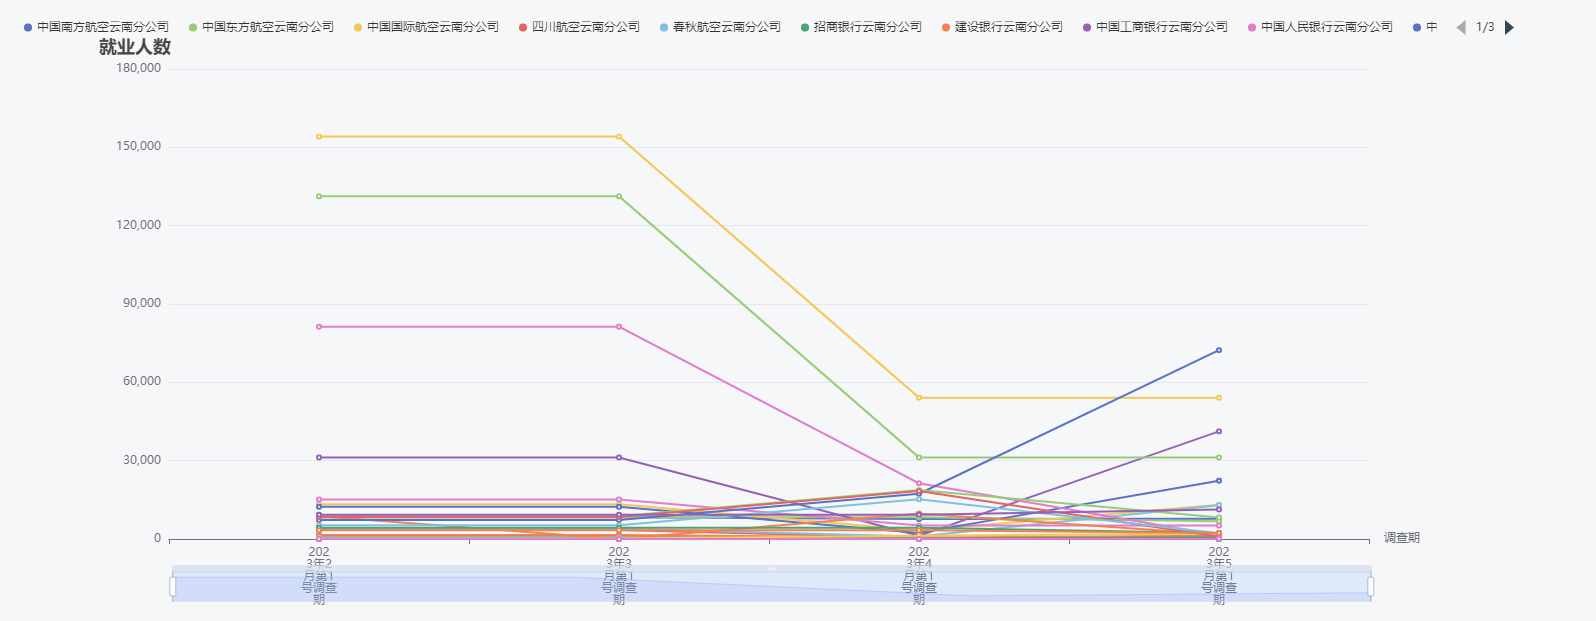 中国南方航空云南分公司 中国东方航空云南分公司 中国国际航空云南分公司 四川航空云南分公司 春秋航空云南分公司 招商银行云南分公司 建设银行云南分公司 中国工商银行云南分公司 中国人民银行云南分公司 中 1/3
就业人数
180,000
150,000
120,000
90,000
60,000
30,000
0
调查期
202
3年2
月第1
号调查
期
202
3年3
月第1
号调查
期
202
3年4
月第1
号调查
期
202
3年5
月第1
号调查
期